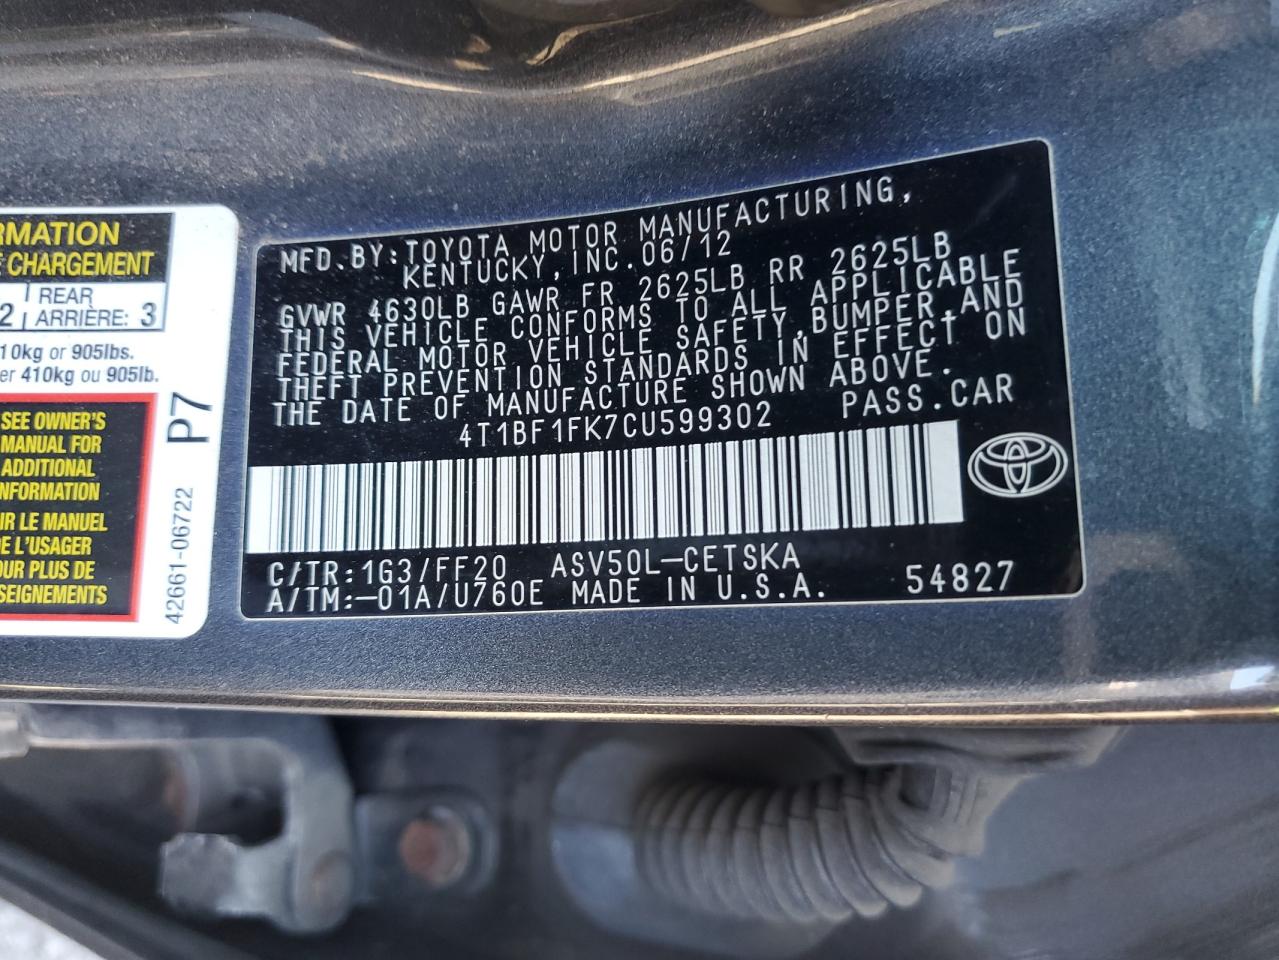 RMATION
E CHARGEMENT
2 REAR
ARRIÈRE: 3
10kg or 905lbs.
er 410kg ou 905lb.
SEE OWNER'S
MANUAL FOR
ADDITIONAL
NFORMATION
IR LE MANUEL
E L'USAGER
OUR PLUS DE
SEIGNEMENTS
P7
42661-06722
MFD.BY:TOYOTA MOTOR MANUFACTURING,
KENTUCKY,INC.06/12
GVWR 4630LB GAWR FR 2625LB RR 2625LB
THIS VEHICLE CONFORMS TO ALL APPLICABLE
FEDERAL MOTOR VEHICLE SAFETY,BUMPER,AND
THEFT PREVENTION STANDARDS IN EFFECT ON
THE DATE OF MANUFACTURE SHOWN ABOVE.
4T1BF1FK7CU599302 PASS.CAR
C/TR:1G3/FF20 ASV50L-CETSKA
A/TM:-01A/U760E MADE IN U.S.A. 54827